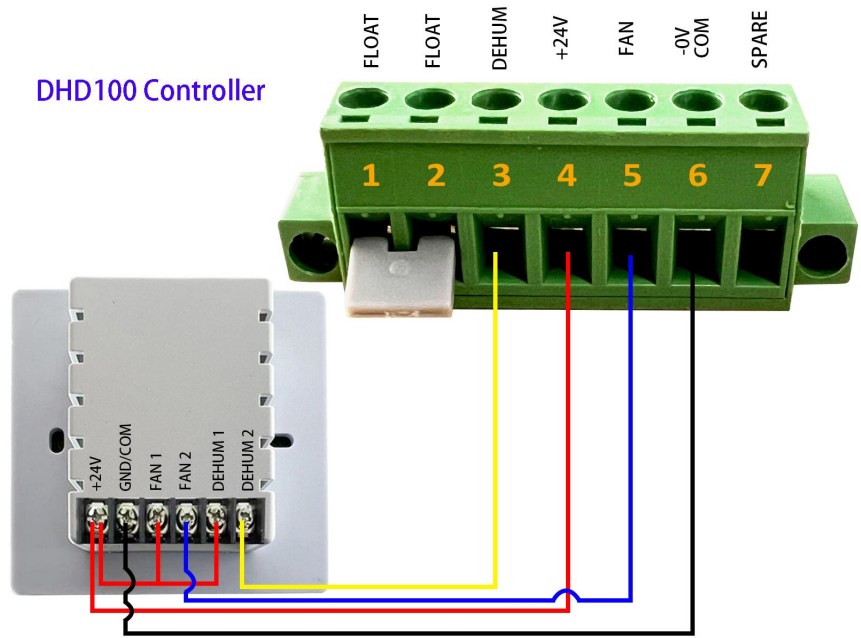 FLOAT
FLOAT
DEHUM
+24V
FAN
-0V
COM
SPARE
DHD100 Controller
1
2
3
4
5
6
7
+24V
GND/COM
FAN 1
FAN 2
DEHUM 1
DEHUM 2